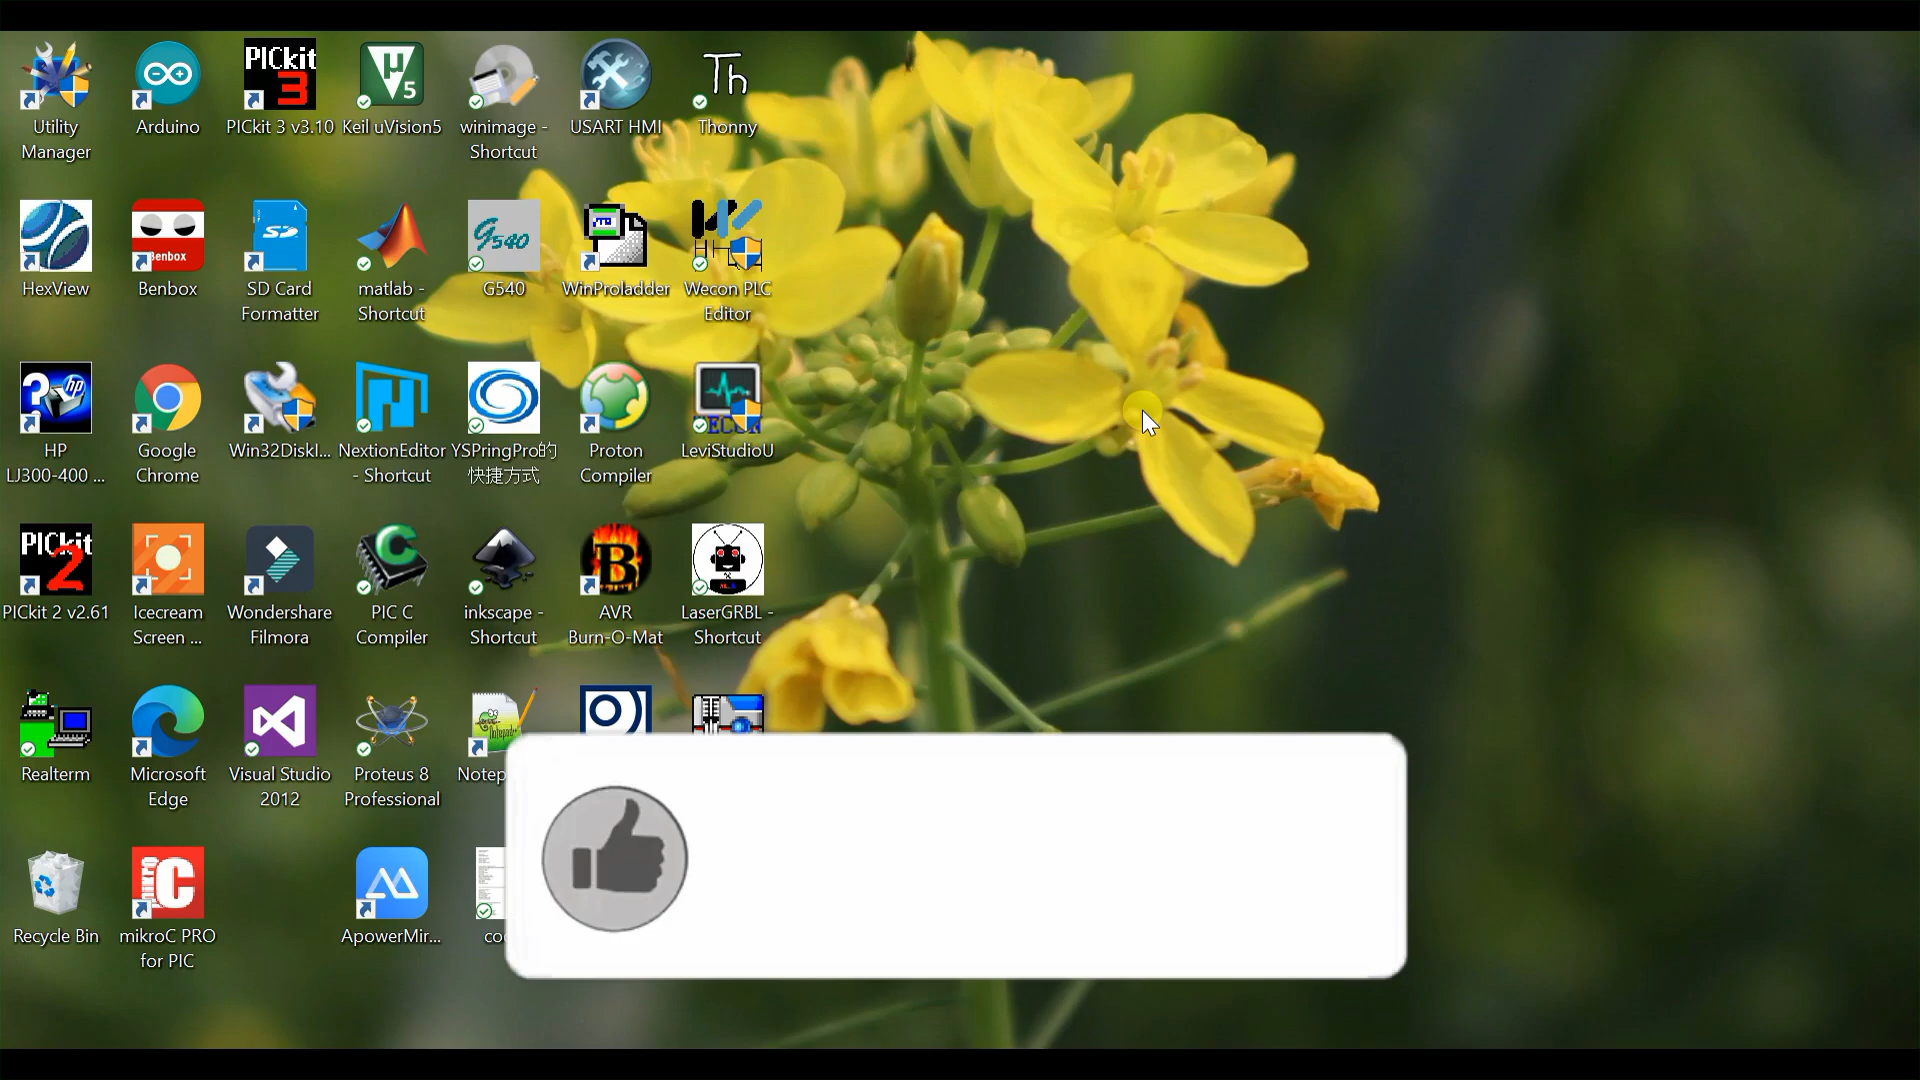 PICkit
3
μ
5
Th
Utility
Manager
Arduino
PICkit 3 v3.10
Keil uVision5
winimage -
Shortcut
USART HMI
Thonny
SD
G540
HexView
Benbox
Benbox
SD Card
Formatter
matlab -
Shortcut
G540
WinProladder
Wecon PLC
Editor
?
hp
HP
LJ300-400 ...
Google
Chrome
Win32DiskI...
NextionEditor
- Shortcut
YSPringPro的
快捷方式
Proton
Compiler
LeviStudioU
PICkit
2
C
B
PICkit 2 v2.61
Icecream
Screen ...
Wondershare
Filmora
PIC C
Compiler
inkscape -
Shortcut
AVR
Burn-O-Mat
LaserGRBL -
Shortcut
Realterm
Microsoft
Edge
Visual Studio
2012
Proteus 8
Professional
Notep
mikro
C
Recycle Bin
mikroC PRO
for PIC
ApowerMir...